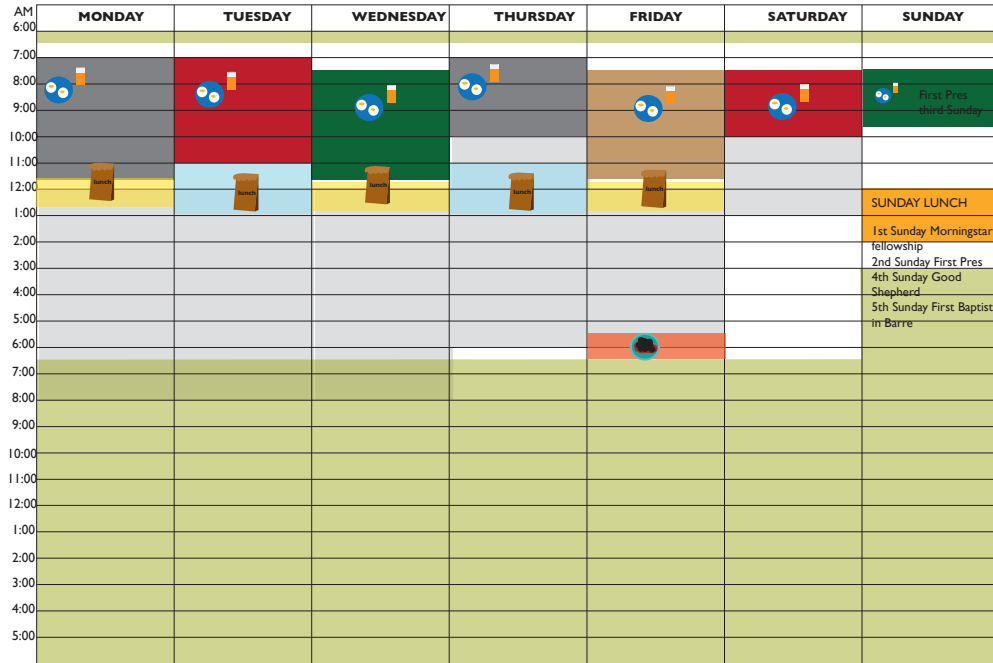 AM
MONDAY TUESDAY WEDNESDAY THURSDAY FRIDAY SATURDAY SUNDAY
6:00
7:00
8:00
9:00
First Pres
third Sunday
10:00
11:00
lunch lunch lunch lunch lunch
12:00
SUNDAY LUNCH
1:00
1st Sunday Morningstar
fellowship
2nd Sunday First Pres
4th Sunday Good
Shepherd
5th Sunday First Baptist
in Barre
2:00
3:00
4:00
5:00
6:00
7:00
8:00
9:00
10:00
11:00
12:00
1:00
2:00
3:00
4:00
5:00